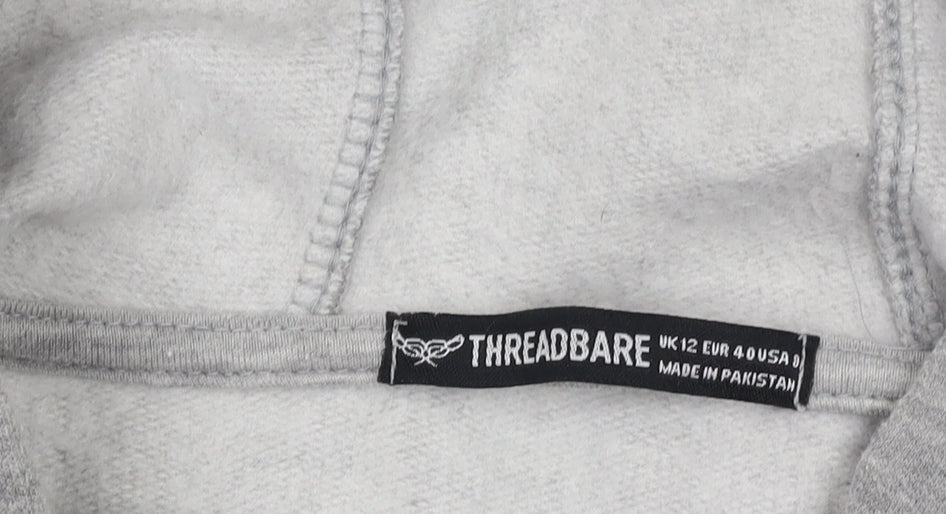 THREADBARE
UK 12 EUR 40 USA 8
MADE IN PAKISTAN